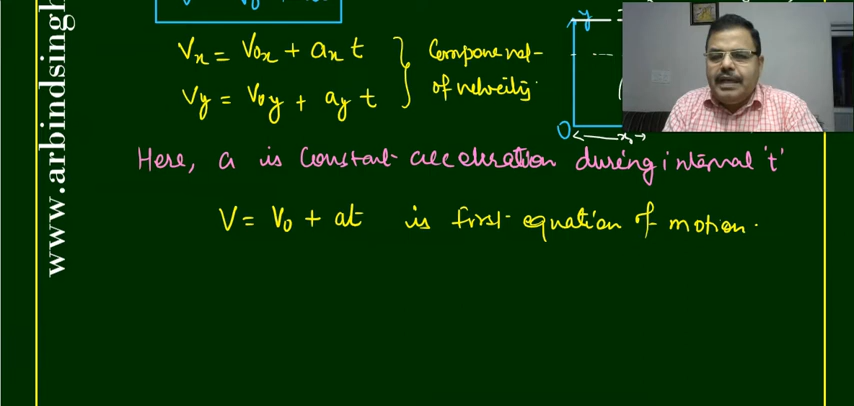 Vx = V0x + ax t
Vy = V0y + ay t
Component
of velocity.
y
O
x0
Here, a is constant acceleration during interval 't'
V = V0 + at is first equation of motion.
www.arbindsingh